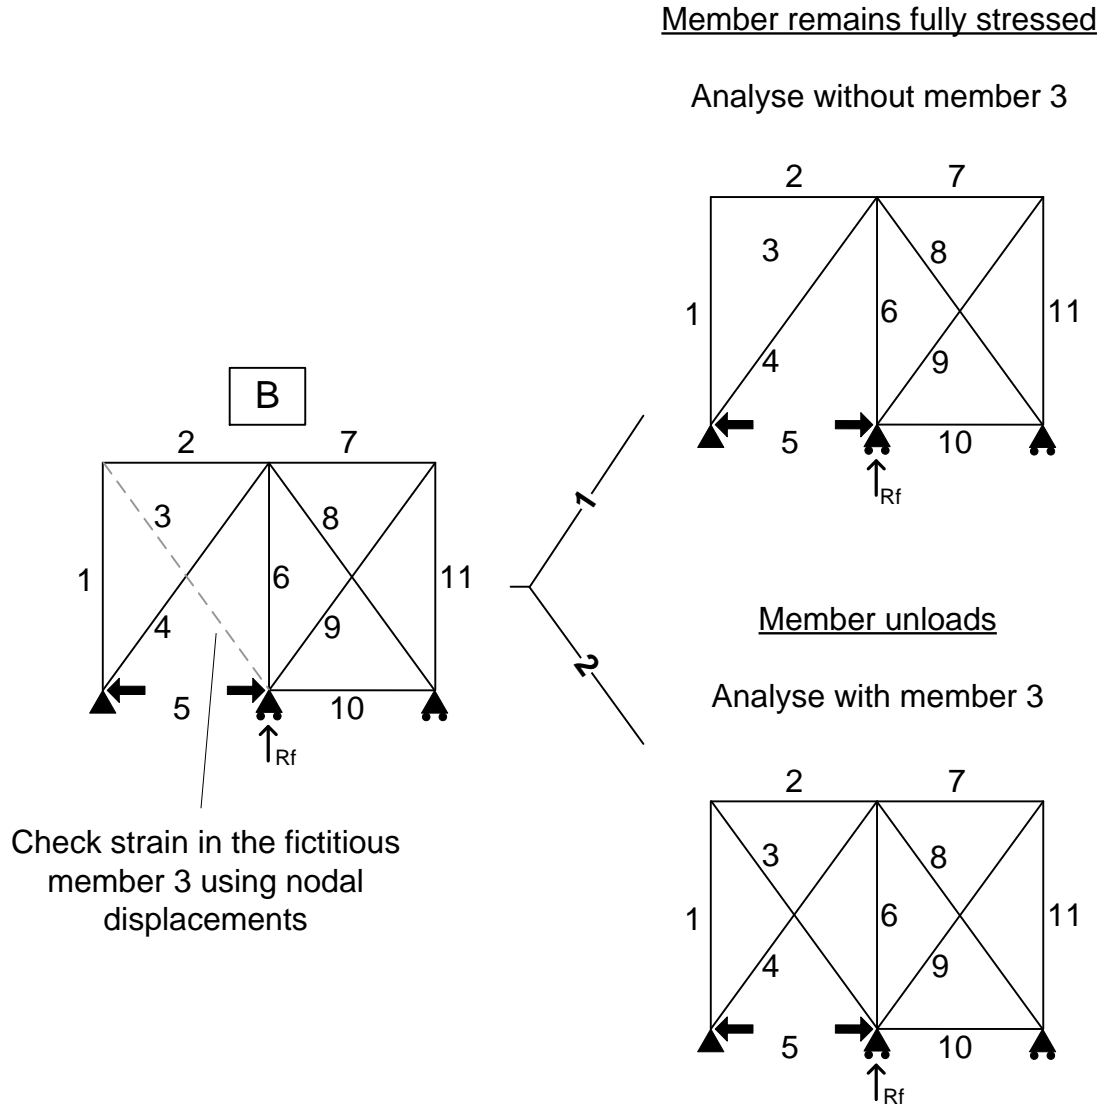 Member remains fully stressed
Analyse without member 3
2 7
3 8
1 6 11
4 9
5 10
Rf
B
2 7
3 8
1 6 11
4 9
5 10
Rf
Check strain in the fictitious
member 3 using nodal
displacements
1
2
Member unloads
Analyse with member 3
2 7
3 8
1 6 11
4 9
5 10
Rf